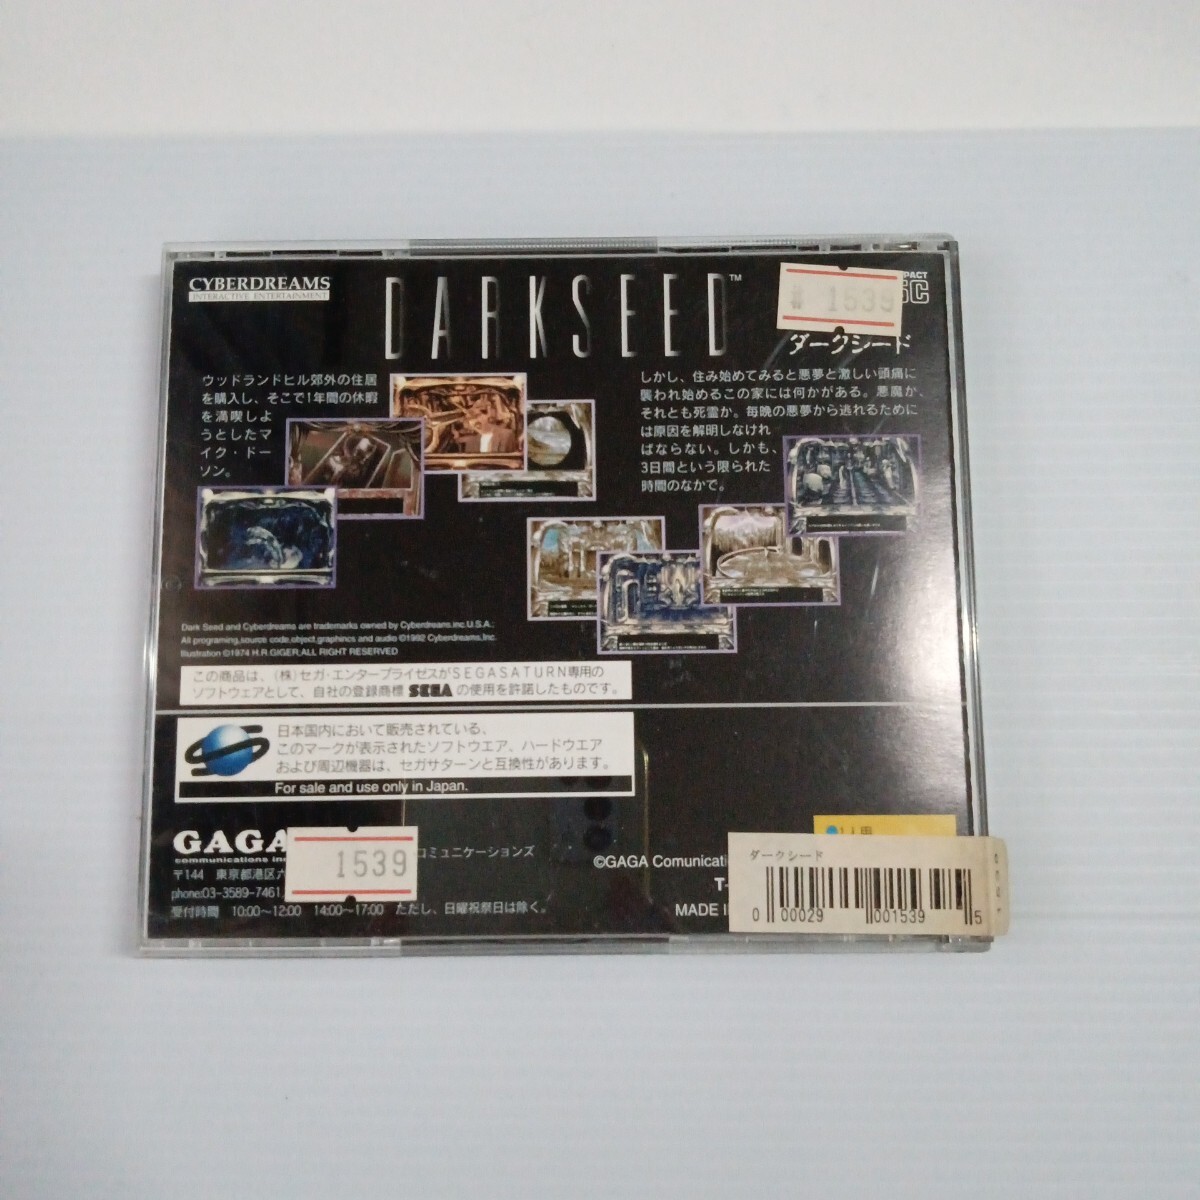 CYBERDREAMS
INTERACTIVE ENTERTAINMENT
DARKSEED™
# 1539
ダークシード
ウッドランドヒル郊外の住居
を購入し、そこで1年間の休暇
を満喫しよ
うとしたマ
イク・ドー
ソン。
しかし、住み始めてみると悪夢と激しい頭痛に
襲われ始めるこの家には何かがある。悪魔か、
それとも死霊か。毎晩の悪夢から逃れるために
は原因を解明しなけれ
ばならない。しかも、
3日間という限られた
時間のなかで。
Dark Seed and Cyberdreams are trademarks owned by Cyberdream.inc.U.S.A.;
All programing,source code,object,graphincs and audio ©1992 Cyberdreams,Inc.
Illustration ©1974 H.R.GIGER,ALL RIGHT RESERVED
この商品は、(株)セガ・エンタープライゼスがSEGASATURN専用の
ソフトウェアとして、自社の登録商標 SEGA の使用を許諾したものです。
日本国内において販売されている、
このマークが表示されたソフトウエア、ハードウエア
および周辺機器は、セガサターンと互換性があります。
For sale and use only in Japan.
GAGA
communications inc
1539
コミュニケーションズ
〒144 東京都港区六
phone:03-3589-7461
受付時間 10:00〜12:00 14:00〜17:00 ただし、日曜祝祭日は除く。
1人用
©GAGA Comunicati
T-
MADE I
ダークシード
0 00029 001539 5